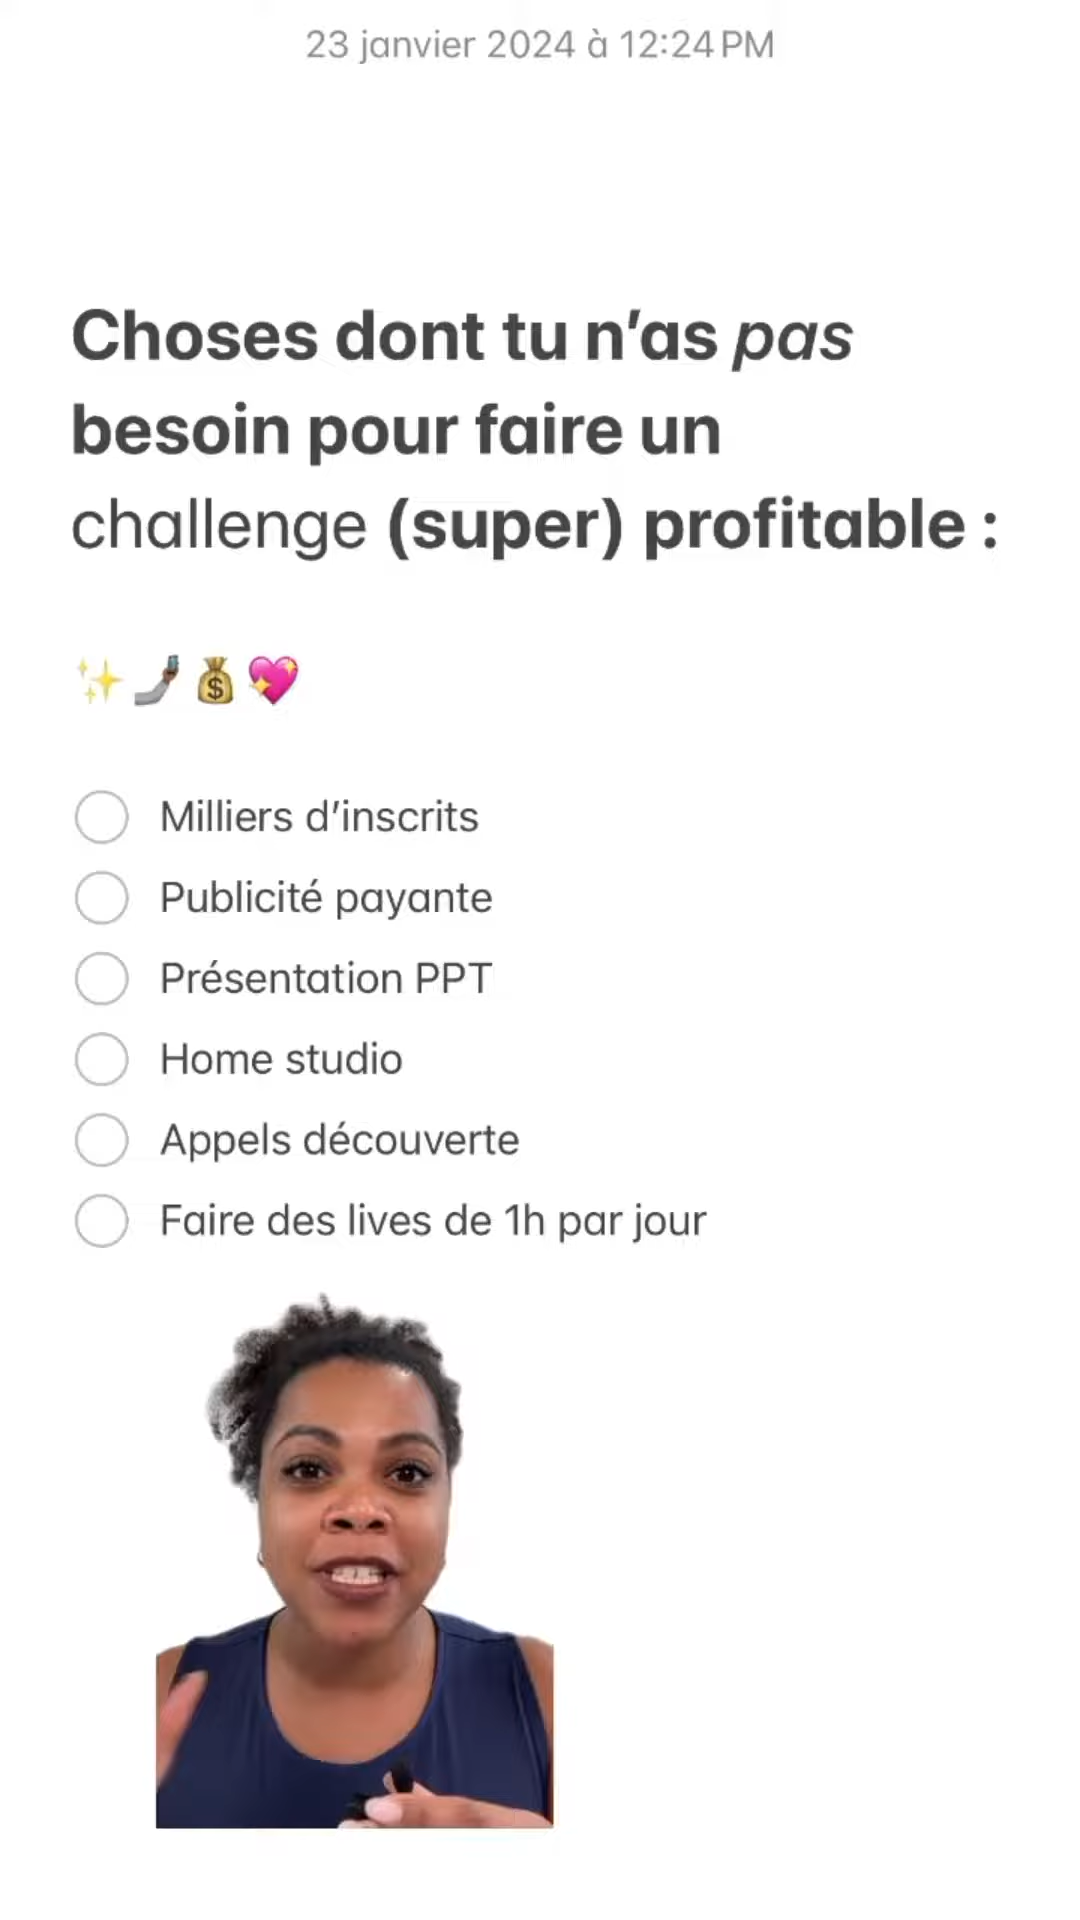 23 janvier 2024 à 12:24 PM
Choses dont tu n’as pas
besoin pour faire un
challenge (super) profitable :
✨🤳🏾💰💖
Milliers d’inscrits
Publicité payante
Présentation PPT
Home studio
Appels découverte
Faire des lives de 1h par jour